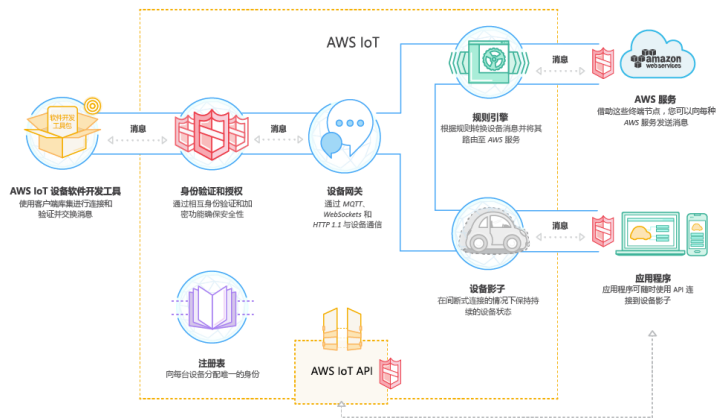 AWS IoT
软件开发
工具包
消息
消息
消息
消息
amazon
webservices
AWS IoT 设备软件开发工具
使用客户端库集进行连接和
验证并交换消息
身份验证和授权
通过相互身份验证和加
密功能确保安全性
设备网关
通过 MQTT、
WebSockets 和
HTTP 1.1 与设备通信
规则引擎
根据规则转换设备消息并将其
路由至 AWS 服务
AWS 服务
借助这些终端节点，您可以向每种
AWS 服务发送消息
设备影子
在间断式连接的情况下保持持
续的设备状态
应用程序
应用程序可随时使用 API 连
接到设备影子
注册表
向每台设备分配唯一的身份
AWS IoT API